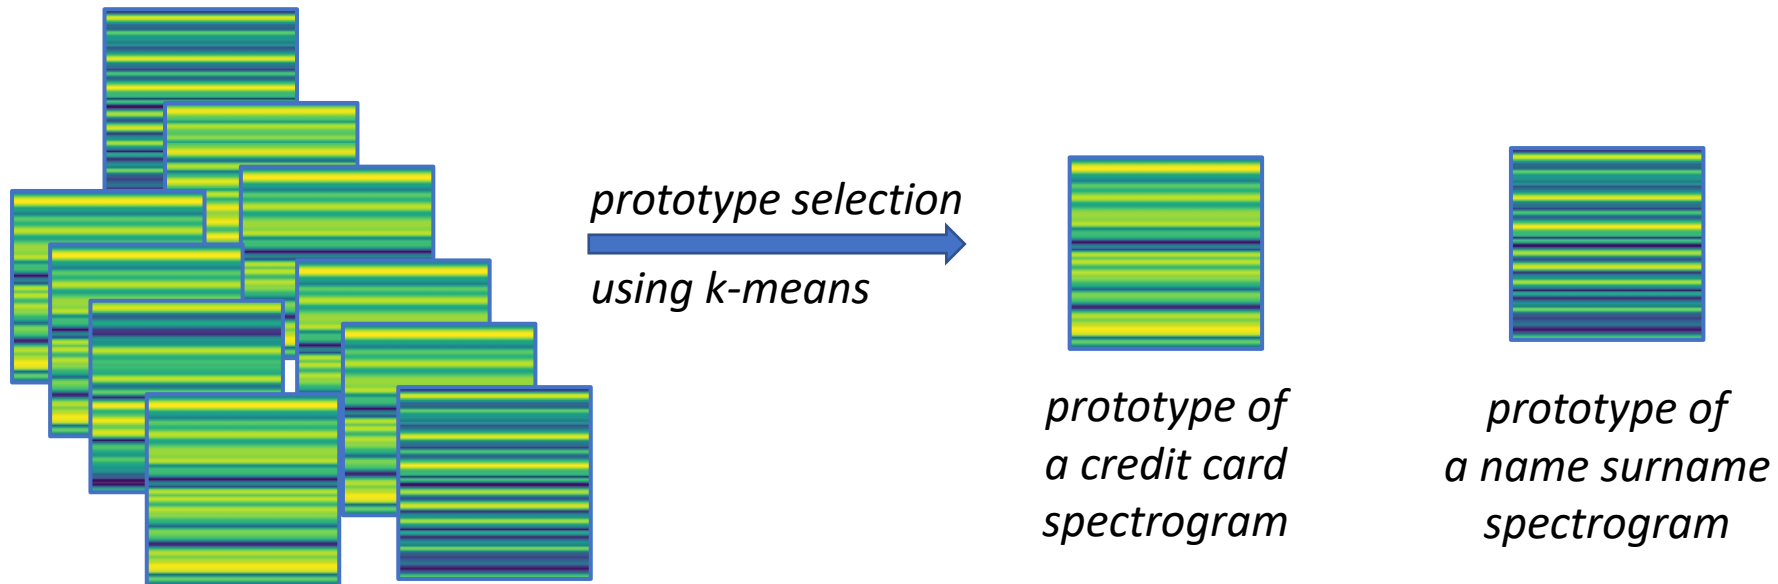 prototype selection
using k-means
prototype of
a credit card
spectrogram
prototype of
a name surname
spectrogram